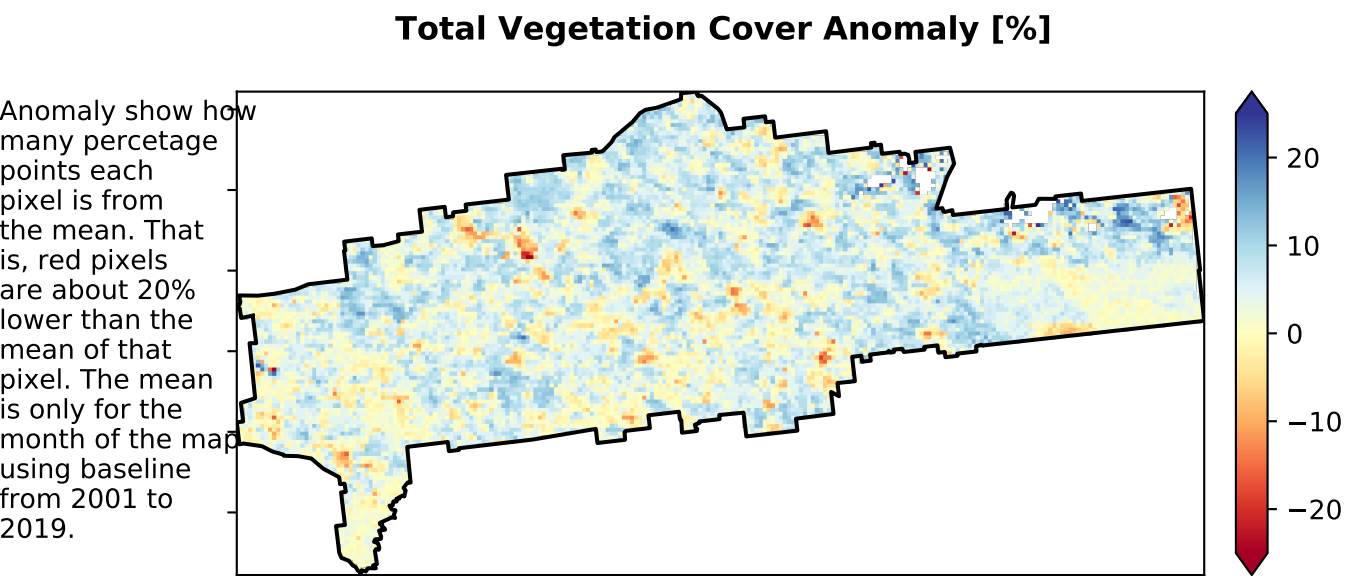 Total Vegetation Cover Anomaly [%]
Anomaly show how
many percetage
points each
pixel is from
the mean. That
is, red pixels
are about 20%
lower than the
mean of that
pixel. The mean
is only for the
month of the map
using baseline
from 2001 to
2019.
20
10
0
−10
−20